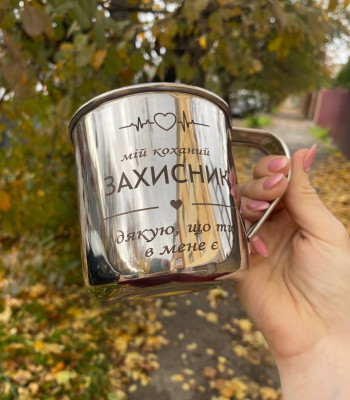 мій коханий
ЗАХИСНИК
дякую, що ти
в мене є